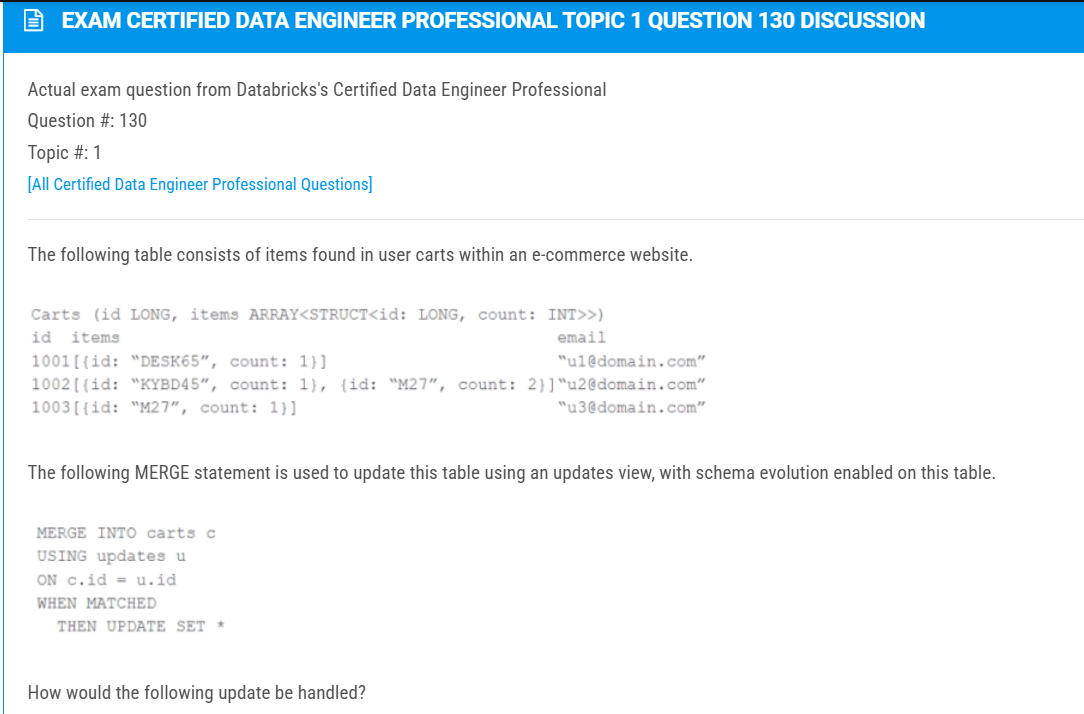 EXAM CERTIFIED DATA ENGINEER PROFESSIONAL TOPIC 1 QUESTION 130 DISCUSSION
Actual exam question from Databricks's Certified Data Engineer Professional
Question #: 130
Topic #: 1
[All Certified Data Engineer Professional Questions]
The following table consists of items found in user carts within an e-commerce website.
Carts (id LONG, items ARRAY<STRUCT<id: LONG, count: INT>>)
id items email
1001[{id: “DESK65”, count: 1}] “u1@domain.com”
1002[{id: “KYBD45”, count: 1}, {id: “M27”, count: 2}]“u2@domain.com”
1003[{id: “M27”, count: 1}] “u3@domain.com”
The following MERGE statement is used to update this table using an updates view, with schema evolution enabled on this table.
MERGE INTO carts c
USING updates u
ON c.id = u.id
WHEN MATCHED
THEN UPDATE SET *
How would the following update be handled?